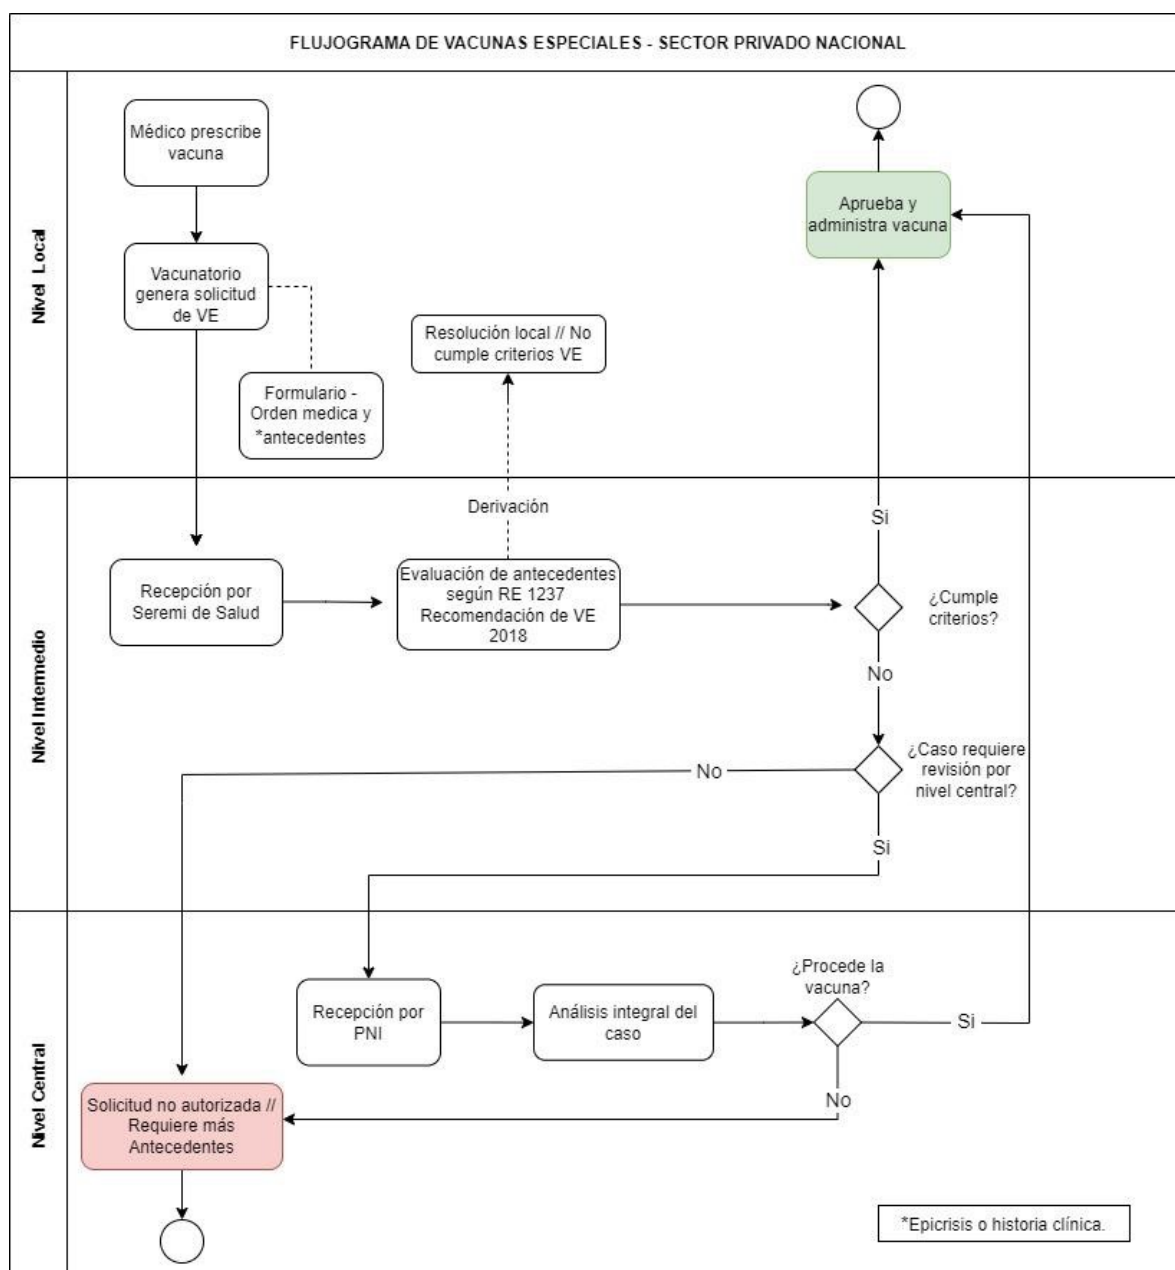 FLUJOGRAMA DE VACUNAS ESPECIALES - SECTOR PRIVADO NACIONAL
Nivel Local
Médico prescribe
vacuna
Vacunatorio
genera solicitud
de VE
Formulario -
Orden medica y
*antecedentes
Resolución local // No
cumple criterios VE
Aprueba y
administra vacuna
Nivel Intermedio
Derivación
Recepción por
Seremi de Salud
Evaluación de antecedentes
según RE 1237
Recomendación de VE
2018
Si
¿Cumple
criterios?
No
¿Caso requiere
revisión por
nivel central?
No
Si
Nivel Central
Recepción por
PNI
Análisis integral del
caso
¿Procede la
vacuna?
Si
No
Solicitud no autorizada //
Requiere más
Antecedentes
*Epicrisis o historia clínica.